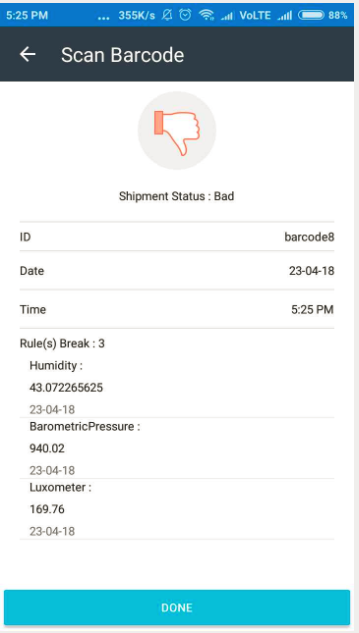 5:25 PM ... 355K/s VoLTE 88%
Scan Barcode
Shipment Status : Bad
ID barcode8
Date 23-04-18
Time 5:25 PM
Rule(s) Break : 3
Humidity :
43.072265625
23-04-18
BarometricPressure :
940.02
23-04-18
Luxometer :
169.76
23-04-18
DONE